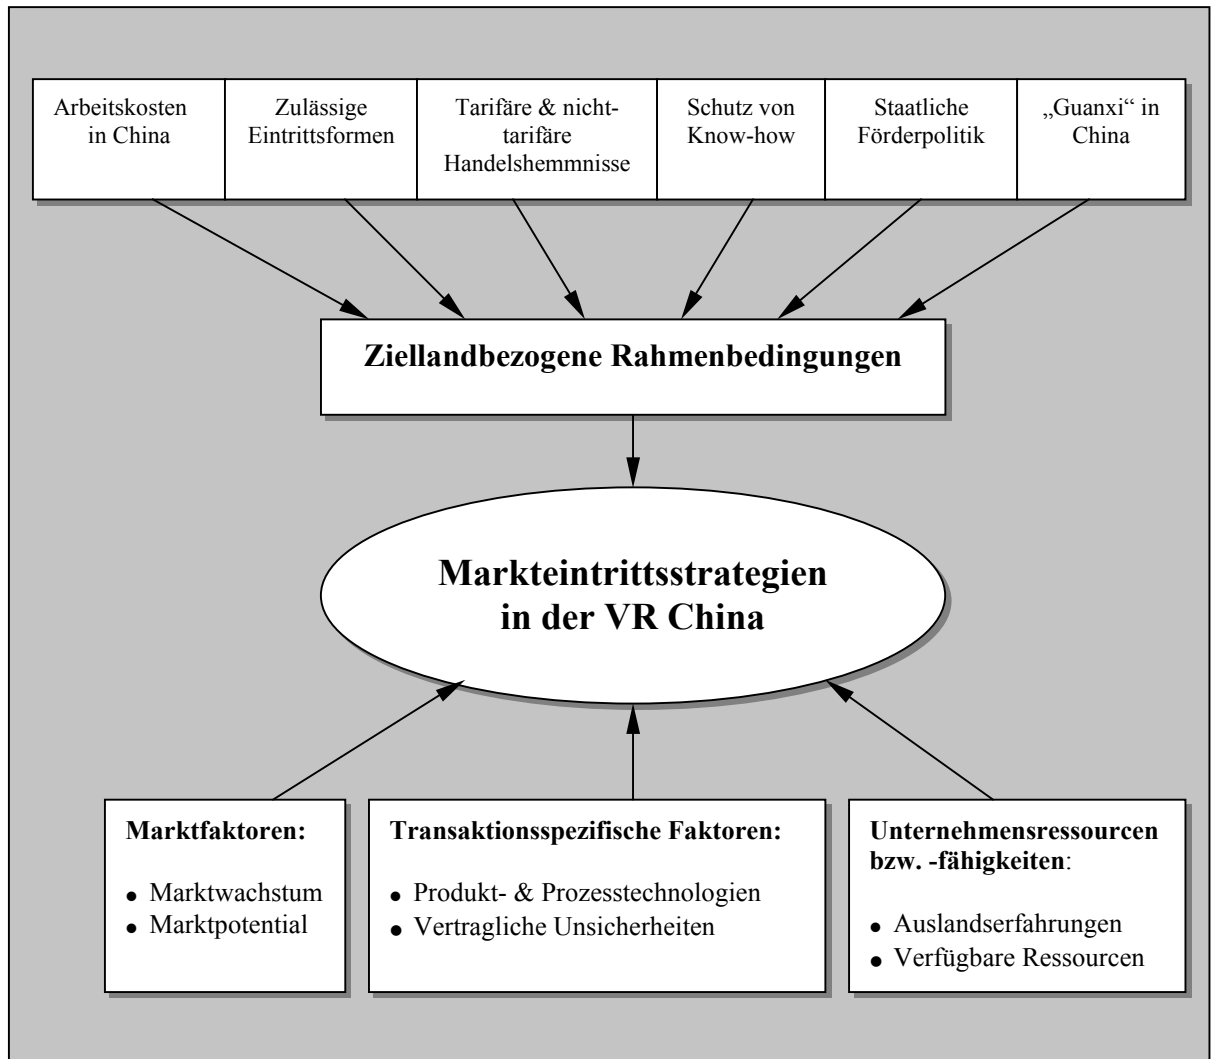 Arbeitskosten
in China
Zulässige
Eintrittsformen
Tarifäre & nicht-
tarifäre
Handelshemmnisse
Schutz von
Know-how
Staatliche
Förderpolitik
„Guanxi“ in
China
Ziellandbezogene Rahmenbedingungen
Markteintrittsstrategien
in der VR China
Marktfaktoren:
● Marktwachstum
● Marktpotential
Transaktionsspezifische Faktoren:
● Produkt- & Prozesstechnologien
● Vertragliche Unsicherheiten
Unternehmensressourcen
bzw. -fähigkeiten:
● Auslandserfahrungen
● Verfügbare Ressourcen